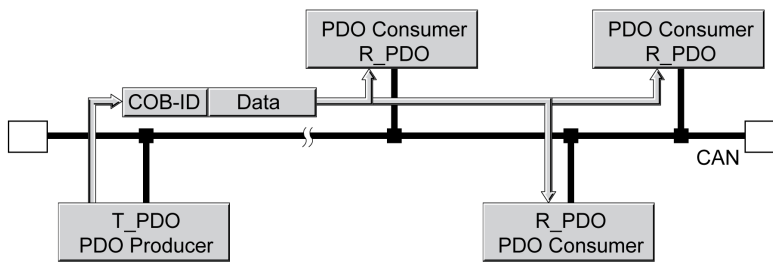 PDO Consumer
R_PDO
PDO Consumer
R_PDO
COB-ID
Data
CAN
T_PDO
PDO Producer
R_PDO
PDO Consumer